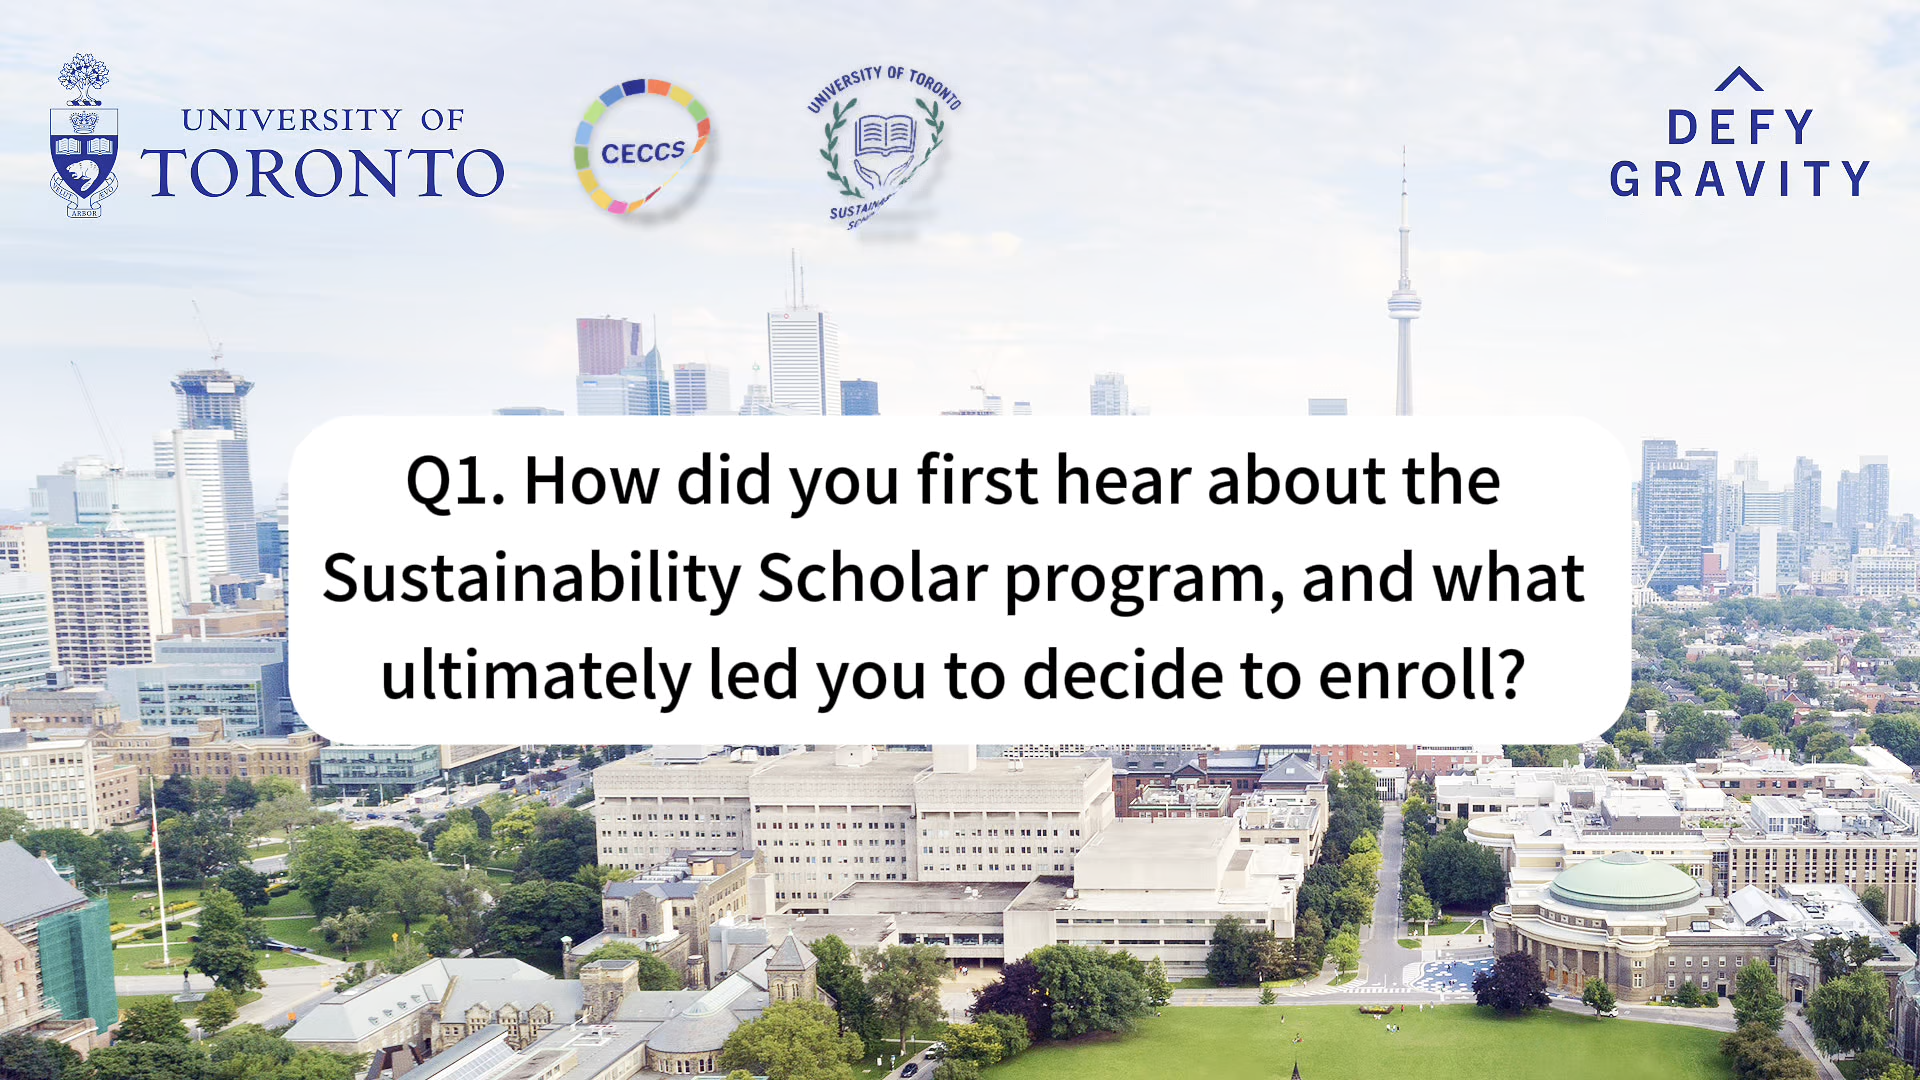 UNIVERSITY OF
TORONTO
ARBOR
CECCS
UNIVERSITY OF TORONTO
DEFY
GRAVITY
Q1. How did you first hear about the
Sustainability Scholar program, and what
ultimately led you to decide to enroll?